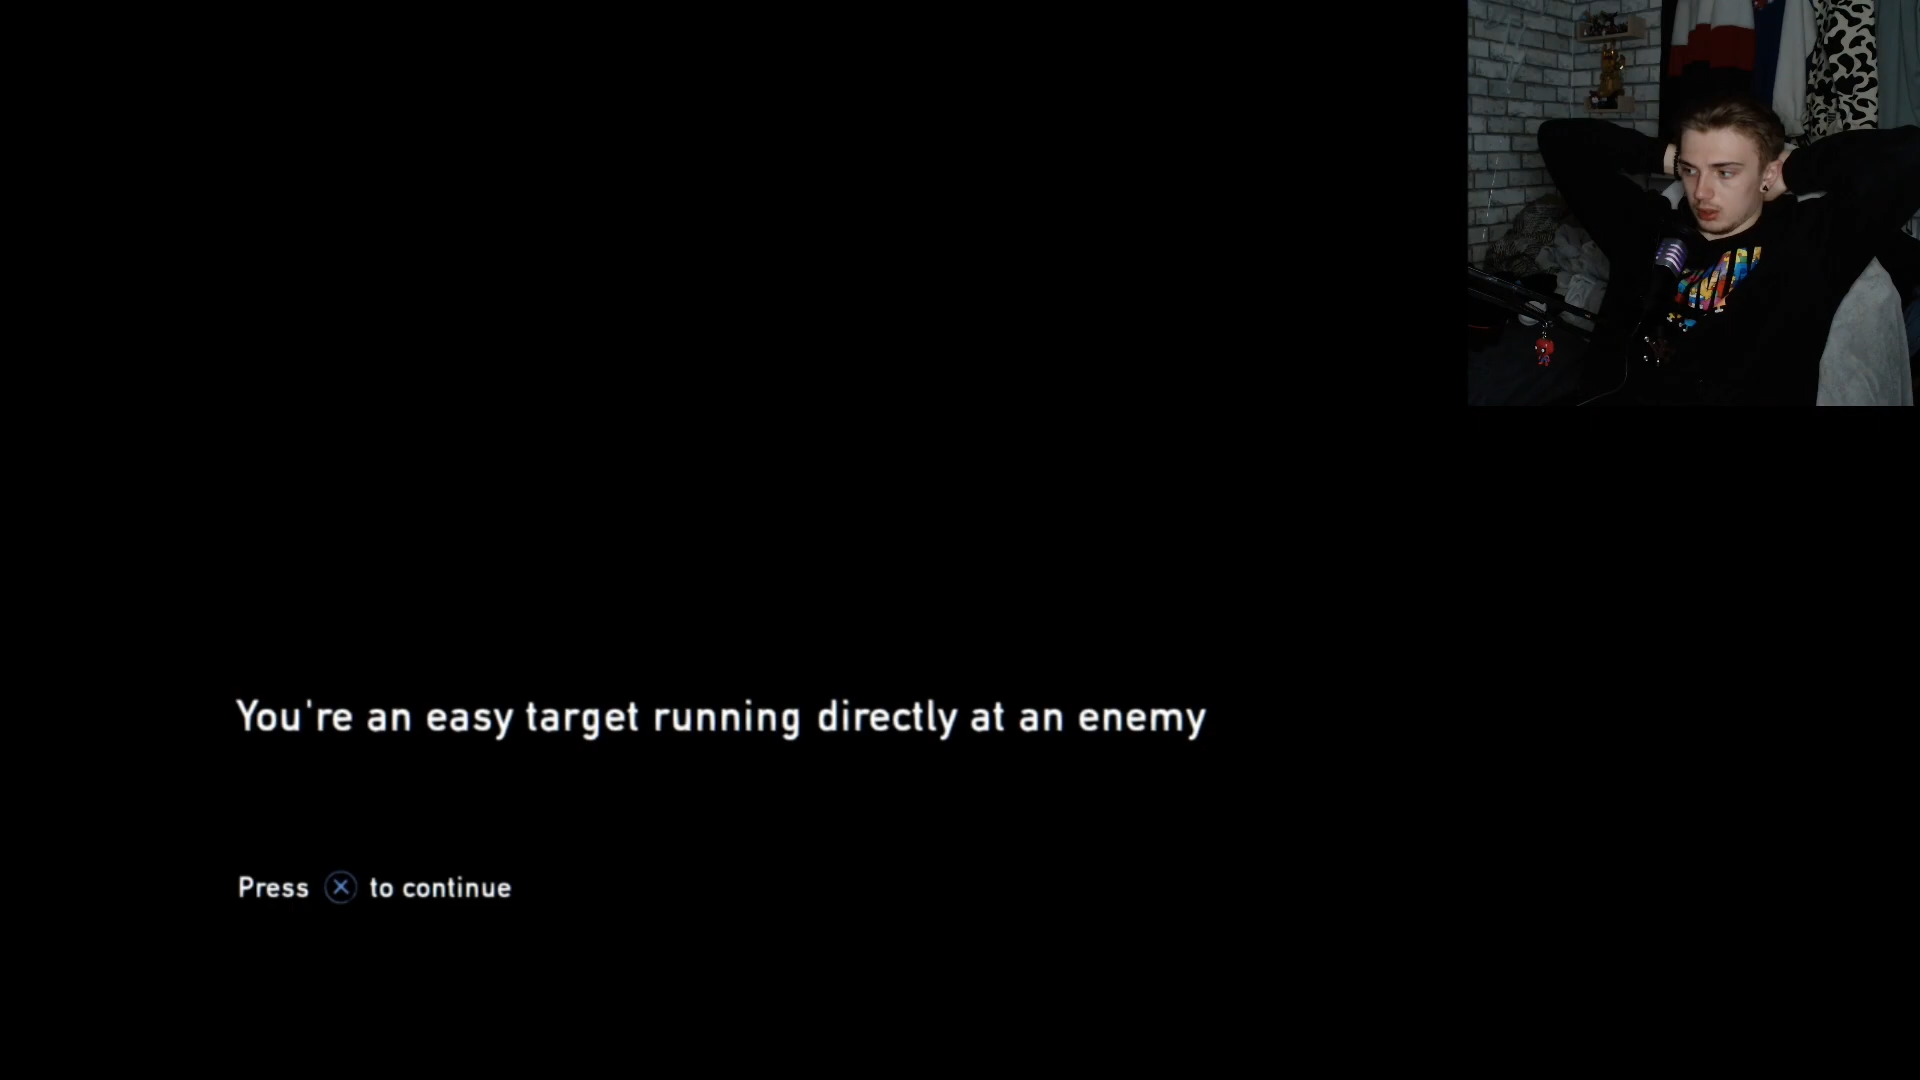 You're an easy target running directly at an enemy
Press ⓧ to continue